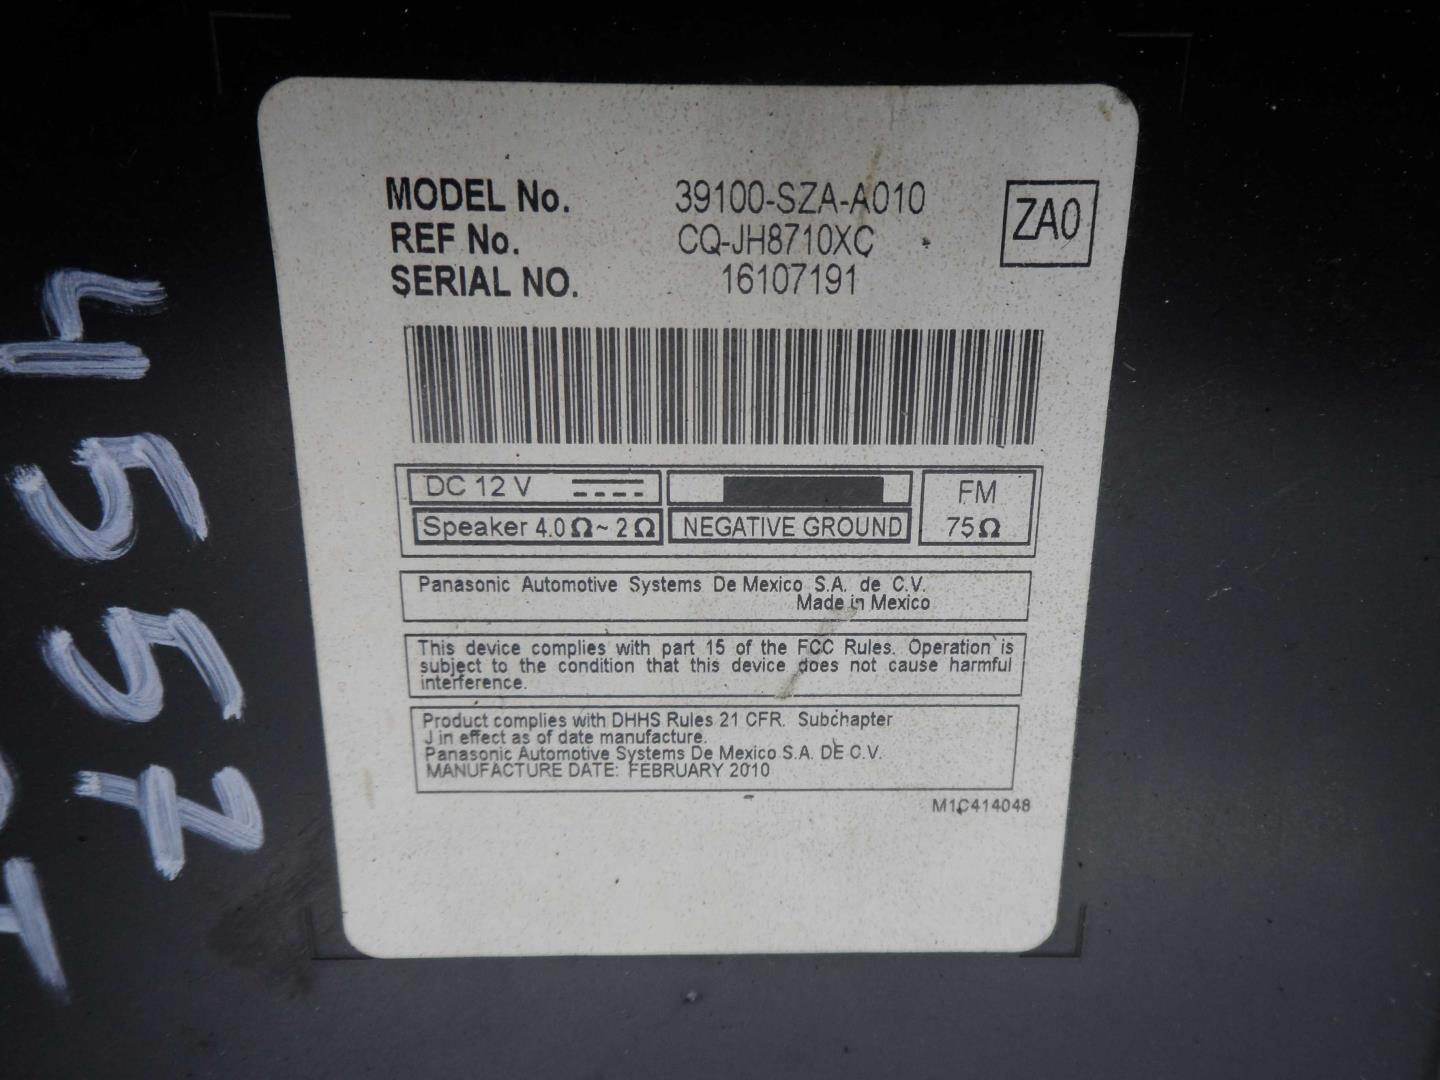 MODEL No. 39100-SZA-A010
REF No. CQ-JH8710XC
SERIAL NO. 16107191
ZA0
DC 12 V
Speaker 4.0 Ω ~ 2 Ω
NEGATIVE GROUND
FM
75Ω
Panasonic Automotive Systems De Mexico S.A. de C.V.
Made in Mexico
This device complies with part 15 of the FCC Rules. Operation is
subject to the condition that this device does not cause harmful
interference.
Product complies with DHHS Rules 21 CFR. Subchapter
J in effect as of date manufacture.
Panasonic Automotive Systems De Mexico S.A. DE C.V.
MANUFACTURE DATE: FEBRUARY 2010
M1C414048
4557